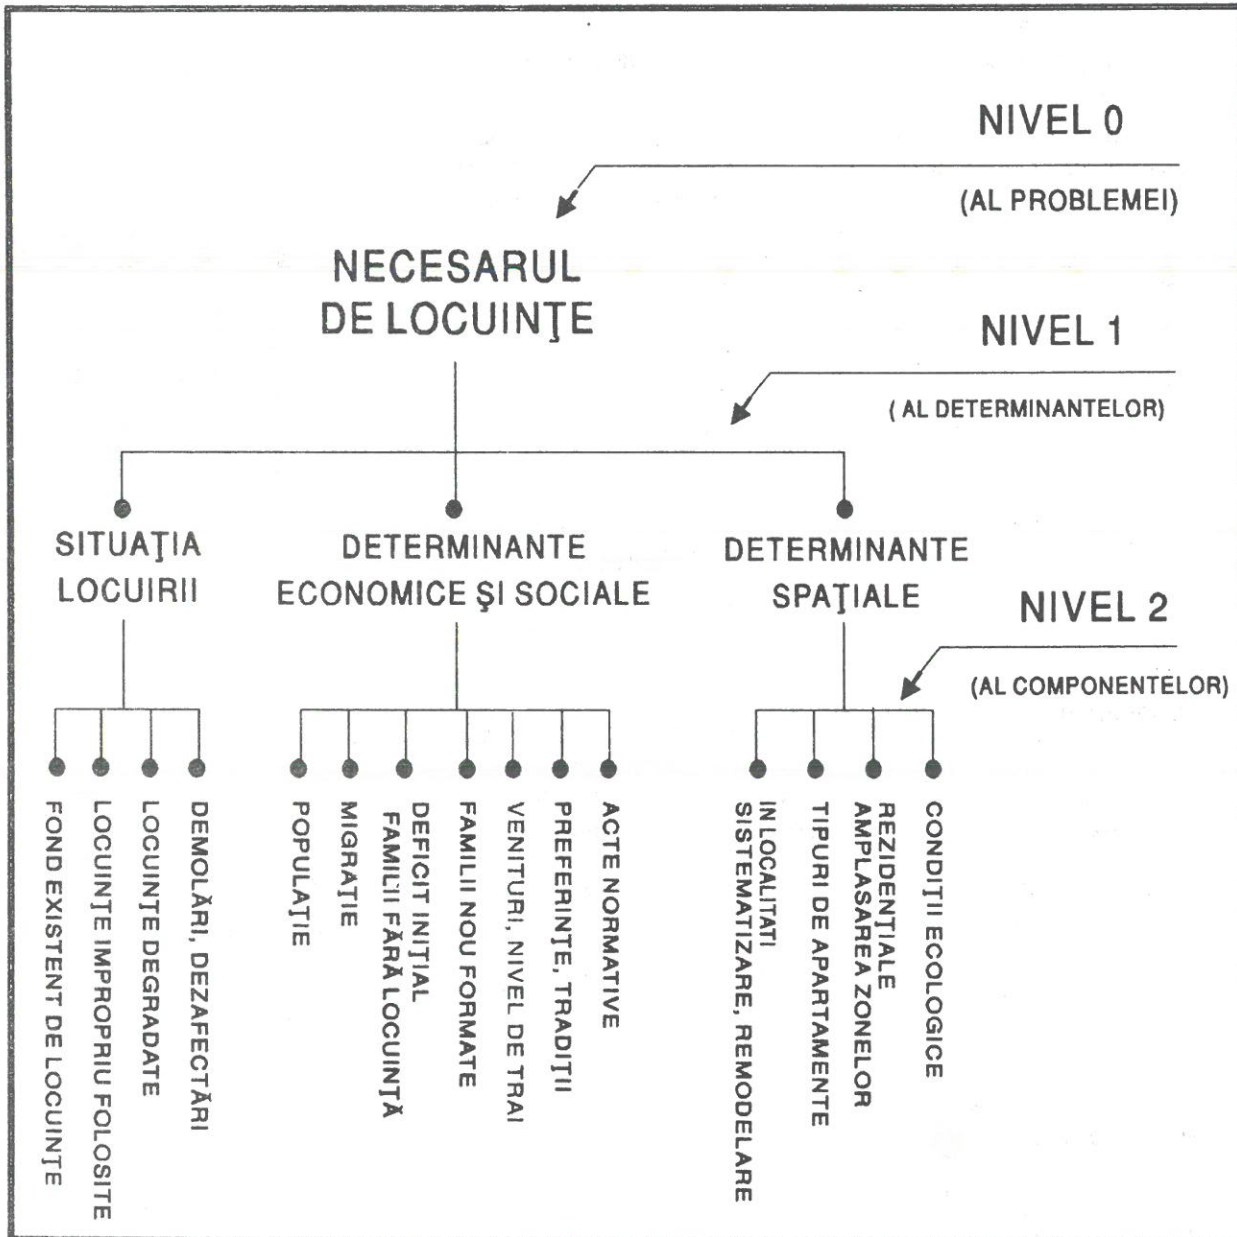 NIVEL 0
(AL PROBLEMEI)
NECESARUL
DE LOCUINŢE
NIVEL 1
( AL DETERMINANTELOR)
SITUAŢIA
LOCUIRII
DETERMINANTE
ECONOMICE ŞI SOCIALE
DETERMINANTE
SPAŢIALE
NIVEL 2
(AL COMPONENTELOR)
FOND EXISTENT DE LOCUINŢE
LOCUINŢE IMPROPRIU FOLOSITE
LOCUINŢE DEGRADATE
DEMOLĂRI, DEZAFECTĂRI
POPULAŢIE
MIGRAŢIE
DEFICIT INIŢIAL
FAMILII FĂRĂ LOCUINŢĂ
FAMILII NOU FORMATE
VENITURI, NIVEL DE TRAI
PREFERINŢE, TRADIŢII
ACTE NORMATIVE
IN LOCALITATI
SISTEMATIZARE, REMODELARE
TIPURI DE APARTAMENTE
REZIDENŢIALE
AMPLASAREA ZONELOR
CONDIŢII ECOLOGICE